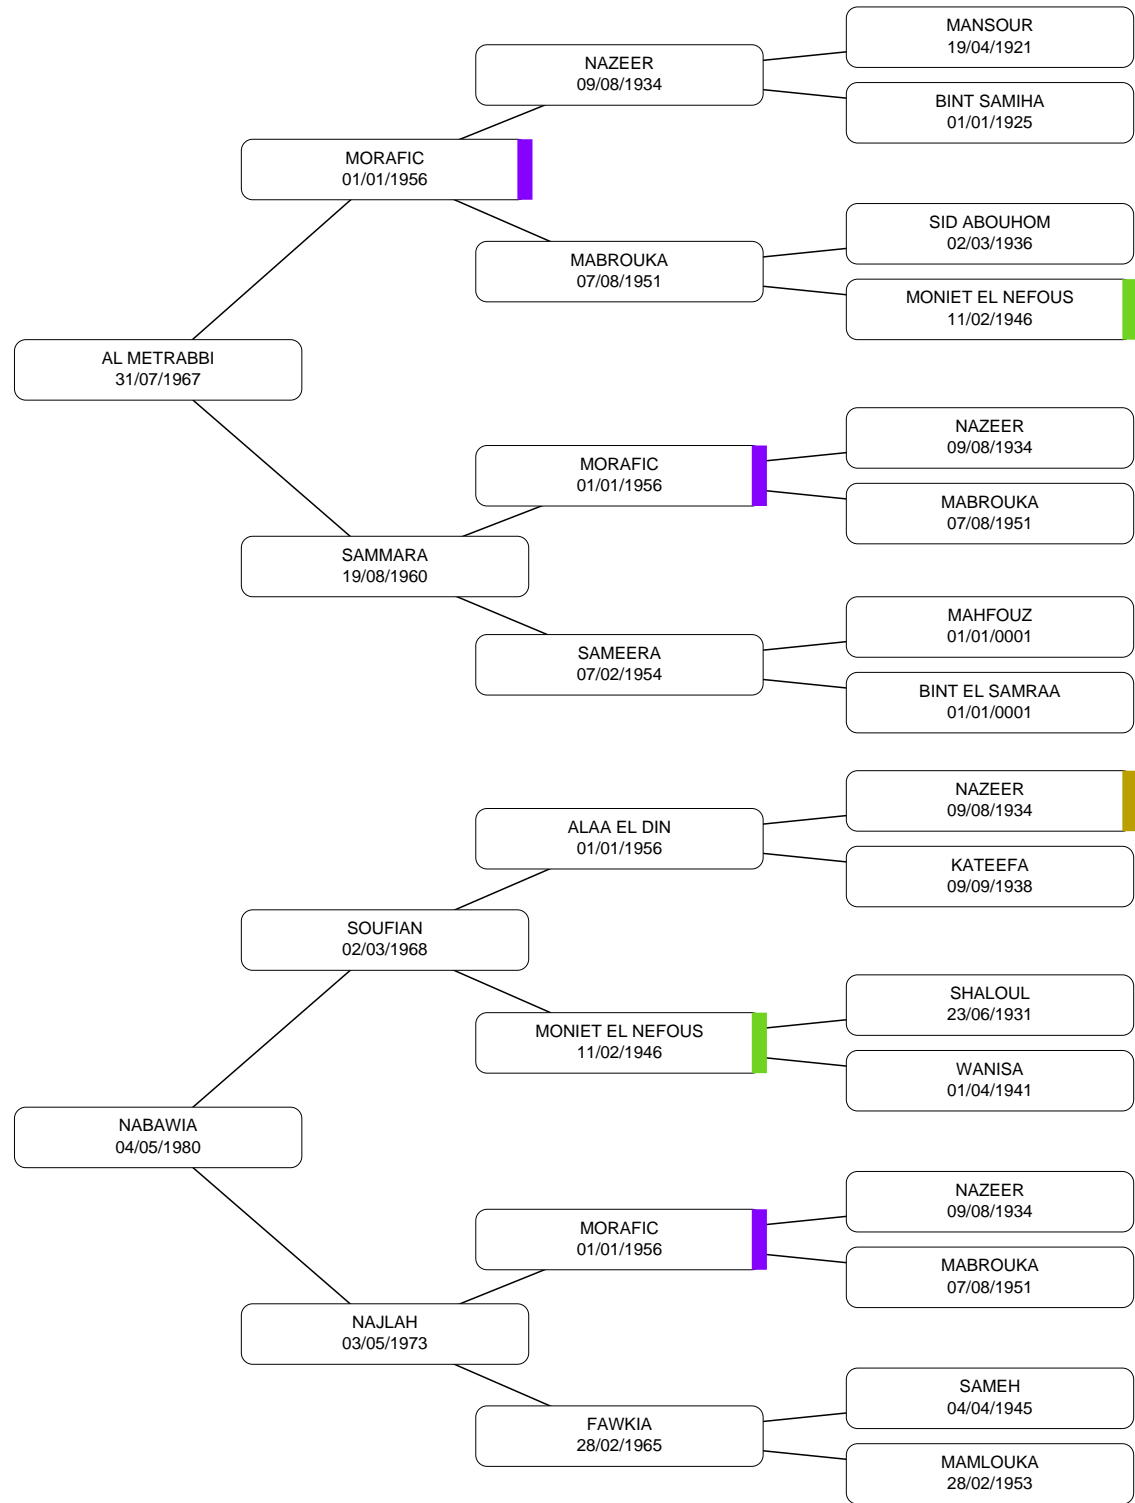 MANSOUR
19/04/1921
NAZEER
09/08/1934
BINT SAMIHA
01/01/1925
MORAFIC
01/01/1956
SID ABOUHOM
02/03/1936
MABROUKA
07/08/1951
MONIET EL NEFOUS
11/02/1946
AL METRABBI
31/07/1967
NAZEER
09/08/1934
MORAFIC
01/01/1956
MABROUKA
07/08/1951
SAMMARA
19/08/1960
MAHFOUZ
01/01/0001
SAMEERA
07/02/1954
BINT EL SAMRAA
01/01/0001
NAZEER
09/08/1934
ALAA EL DIN
01/01/1956
KATEEFA
09/09/1938
SOUFIAN
02/03/1968
SHALOUL
23/06/1931
MONIET EL NEFOUS
11/02/1946
WANISA
01/04/1941
NABAWIA
04/05/1980
NAZEER
09/08/1934
MORAFIC
01/01/1956
MABROUKA
07/08/1951
NAJLAH
03/05/1973
SAMEH
04/04/1945
FAWKIA
28/02/1965
MAMLOUKA
28/02/1953